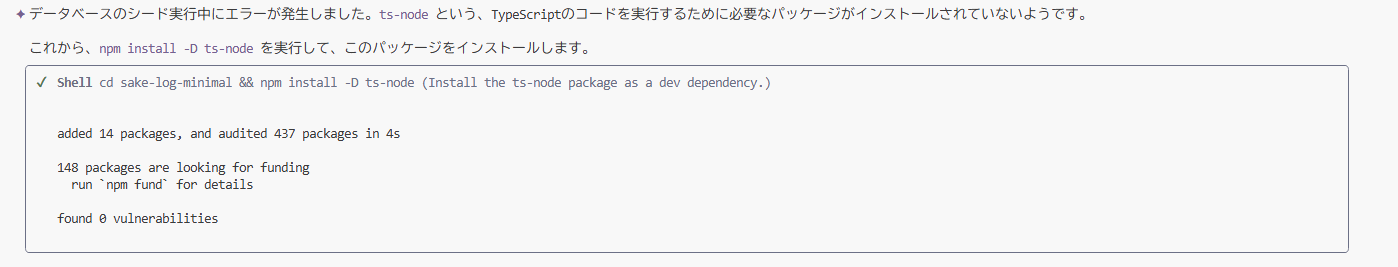 ✦ データベースのシード実行中にエラーが発生しました。ts-node という、TypeScriptのコードを実行するために必要なパッケージがインストールされていないようです。
これから、npm install -D ts-node を実行して、このパッケージをインストールします。
✓ Shell cd sake-log-minimal && npm install -D ts-node (Install the ts-node package as a dev dependency.)
added 14 packages, and audited 437 packages in 4s
148 packages are looking for funding
run `npm fund` for details
found 0 vulnerabilities